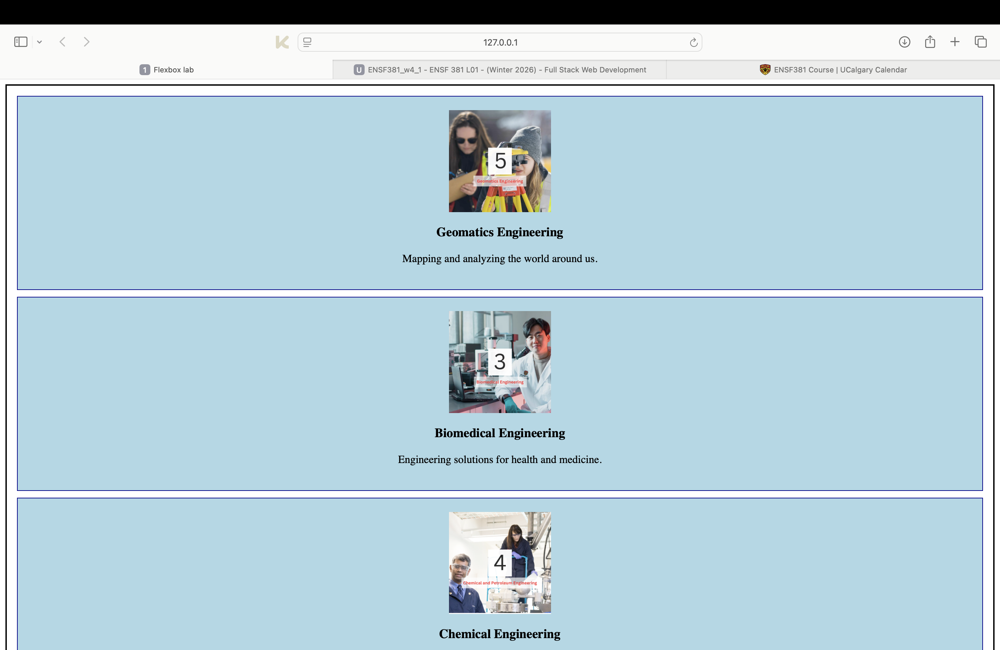 127.0.0.1
1 Flexbox lab
U ENSF381_w4_1 - ENSF 381 L01 - (Winter 2026) - Full Stack Web Development
ENSF381 Course | UCalgary Calendar
5
Geomatics Engineering
Geomatics Engineering
Mapping and analyzing the world around us.
3
Biomedical Engineering
Biomedical Engineering
Engineering solutions for health and medicine.
4
Chemical and Petroleum Engineering
Chemical Engineering